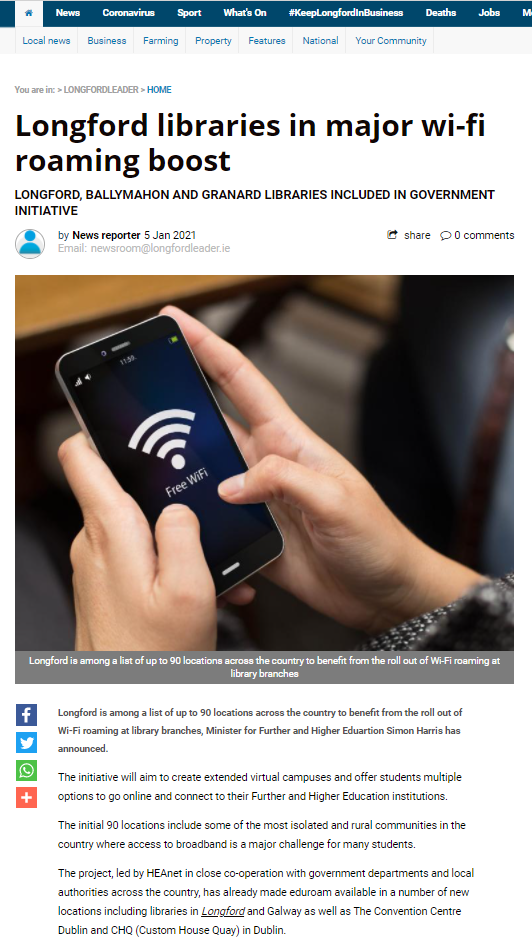 News Coronavirus Sport What's On #KeepLongfordInBusiness Deaths Jobs
Local news Business Farming Property Features National Your Community
You are in: > LONGFORDLEADER > HOME
Longford libraries in major wi-fi
roaming boost
LONGFORD, BALLYMAHON AND GRANARD LIBRARIES INCLUDED IN GOVERNMENT
INITIATIVE
by News reporter 5 Jan 2021
share 0 comments
Email: newsroom@longfordleader.ie
11:59
Free WiFi
Longford is among a list of up to 90 locations across the country to benefit from the roll out of Wi-Fi roaming at
library branches
Longford is among a list of up to 90 locations across the country to benefit from the roll out of
Wi-Fi roaming at library branches, Minister for Further and Higher Eduartion Simon Harris has
announced.
The initiative will aim to create extended virtual campuses and offer students multiple
options to go online and connect to their Further and Higher Education institutions.
The initial 90 locations include some of the most isolated and rural communities in the
country where access to broadband is a major challenge for many students.
The project, led by HEAnet in close co-operation with government departments and local
authorities across the country, has already made eduroam available in a number of new
locations including libraries in Longford and Galway as well as The Convention Centre
Dublin and CHQ (Custom House Quay) in Dublin.